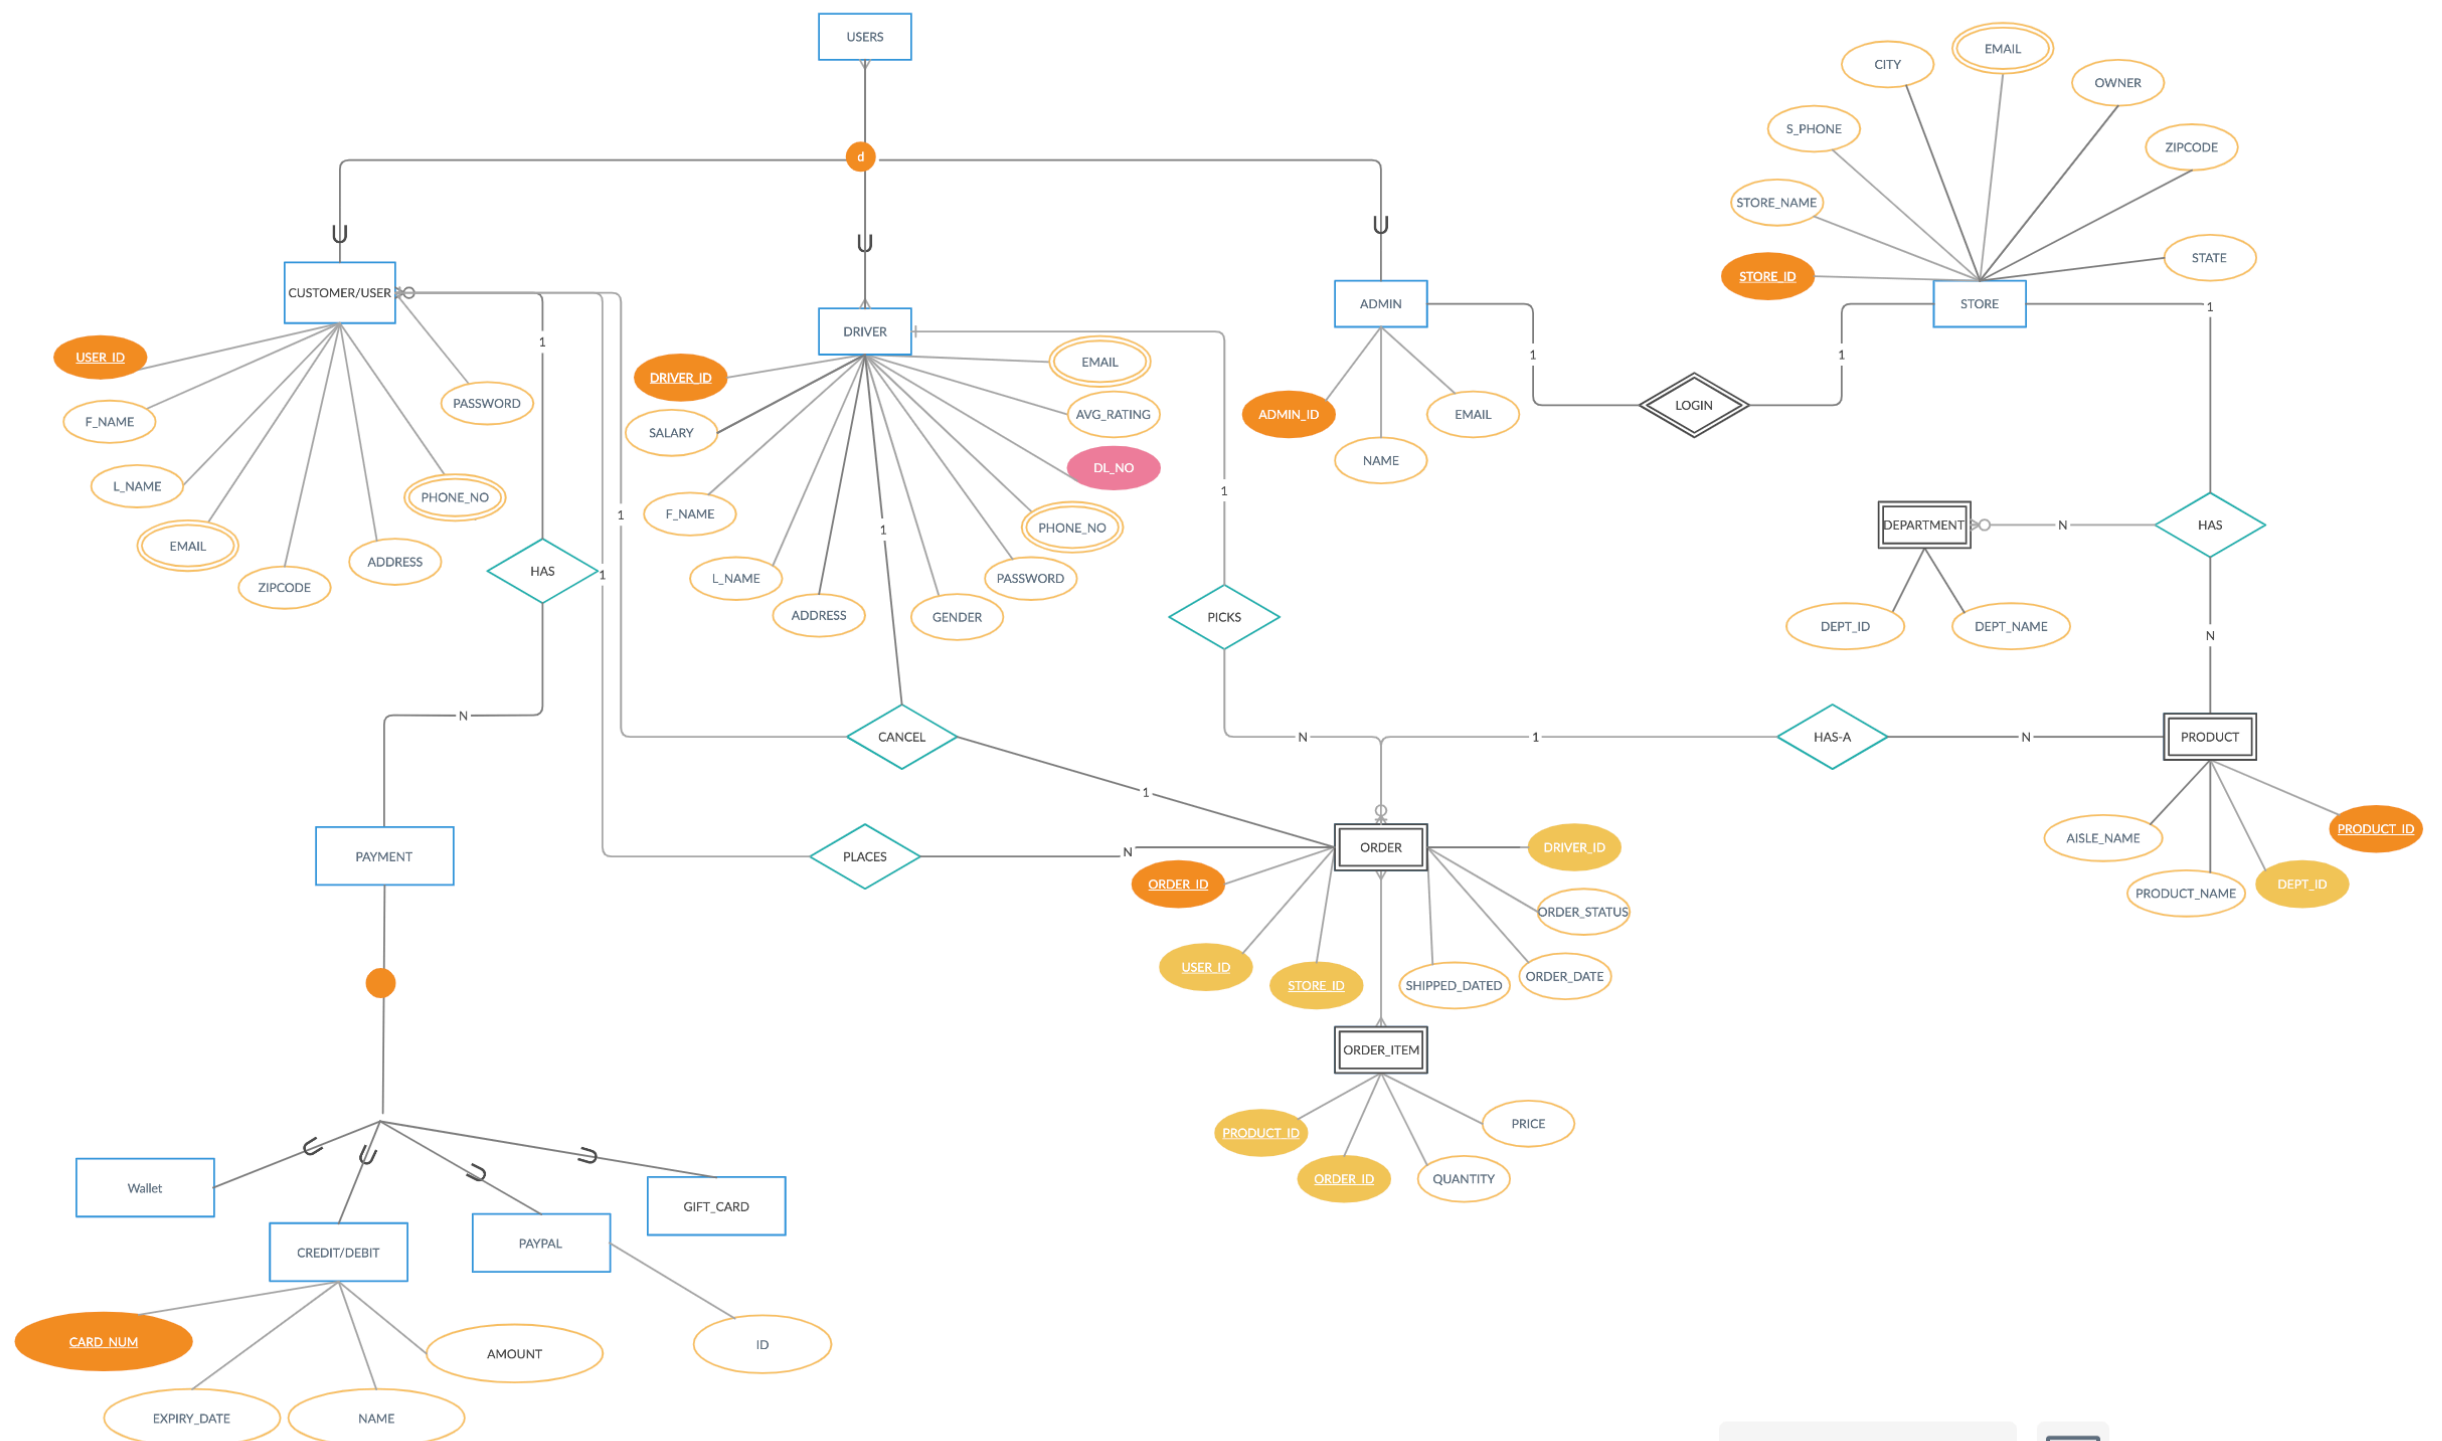 USERS
EMAIL
CITY
OWNER
S_PHONE
ZIPCODE
d
STORE_NAME
U
U
U
STATE
STORE_ID
CUSTOMER/USER
ADMIN
STORE
1
DRIVER
1
1
1
USER_ID
EMAIL
DRIVER_ID
PASSWORD
LOGIN
AVG_RATING
ADMIN_ID
EMAIL
F_NAME
SALARY
NAME
DL_NO
L_NAME
PHONE_NO
1
F_NAME
1
1
PHONE_NO
DEPARTMENT
N
HAS
EMAIL
ADDRESS
HAS
1
L_NAME
PASSWORD
ZIPCODE
ADDRESS
GENDER
PICKS
DEPT_ID
DEPT_NAME
N
N
CANCEL
N
1
HAS-A
N
PRODUCT
1
PRODUCT_ID
AISLE_NAME
PAYMENT
PLACES
N
ORDER
DRIVER_ID
ORDER_ID
DEPT_ID
PRODUCT_NAME
ORDER_STATUS
USER_ID
STORE_ID
SHIPPED_DATED
ORDER_DATE
ORDER_ITEM
PRODUCT_ID
PRICE
U
U
U
U
ORDER_ID
QUANTITY
Wallet
GIFT_CARD
CREDIT/DEBIT
PAYPAL
CARD_NUM
AMOUNT
ID
EXPIRY_DATE
NAME